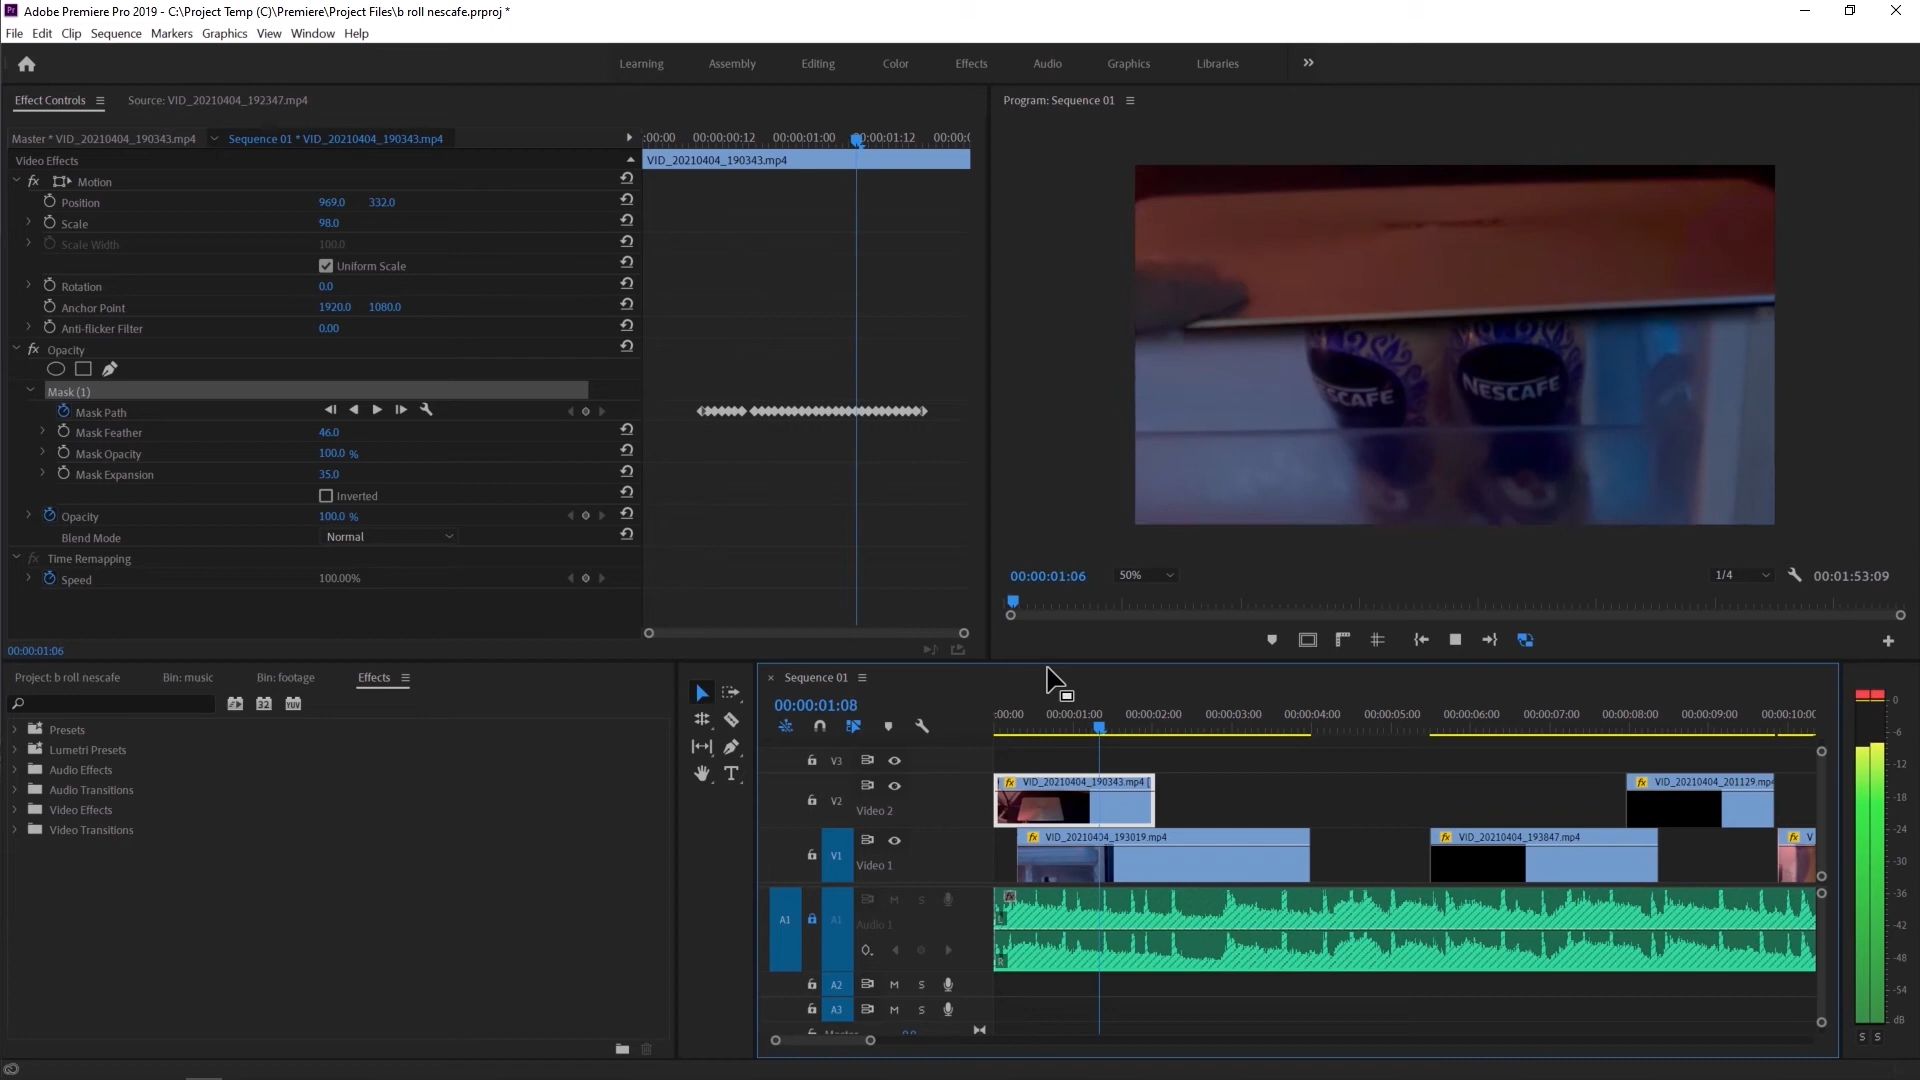 Adobe Premiere Pro 2019 - C:\Project Temp (C)\Premiere\Project Files\b roll nescafe.prproj *
File Edit Clip Sequence Markers Graphics View Window Help
Learning Assembly Editing Color Effects Audio Graphics Libraries
Effect Controls Source: VID_20210404_192347.mp4
Program: Sequence 01
Master * VID_20210404_190343.mp4 Sequence 01 * VID_20210404_190343.mp4
:00:00 00:00:00:12 00:00:01:00 00:00:01:12 00:00:0
Video Effects
VID_20210404_190343.mp4
fx Motion
Position 969.0 332.0
Scale 98.0
Scale Width 100.0
Uniform Scale
Rotation 0.0
Anchor Point 1920.0 1080.0
Anti-flicker Filter 0.00
fx Opacity
Mask (1)
Mask Path
Mask Feather 46.0
Mask Opacity 100.0 %
Mask Expansion 35.0
Inverted
Opacity 100.0 %
Blend Mode Normal
fx Time Remapping
Speed 100.00%
00:00:01:06
SCAFE NESCAFE
00:00:01:06 50% 1/4 00:01:53:09
Project: b roll nescafe Bin: music Bin: footage Effects
32 YUV
Presets
Lumetri Presets
Audio Effects
Audio Transitions
Video Effects
Video Transitions
Sequence 01
00:00:01:08
:00:00 00:00:01:00 00:00:02:00 00:00:03:00 00:00:04:00 00:00:05:00 00:00:06:00 00:00:07:00 00:00:08:00 00:00:09:00 00:00:10:00
V3
V2 Video 2
fx VID_20210404_190343.mp4 [
fx VID_20210404_201129.mp4
V1 Video 1
fx VID_20210404_193019.mp4
fx VID_20210404_193847.mp4
fx V
A1 A1 M S
Audio 1
L
R
A2 M S
A3 M S
Master 0.0
0
-6
-12
-18
-24
-30
-36
-42
-48
-54
dB
S S